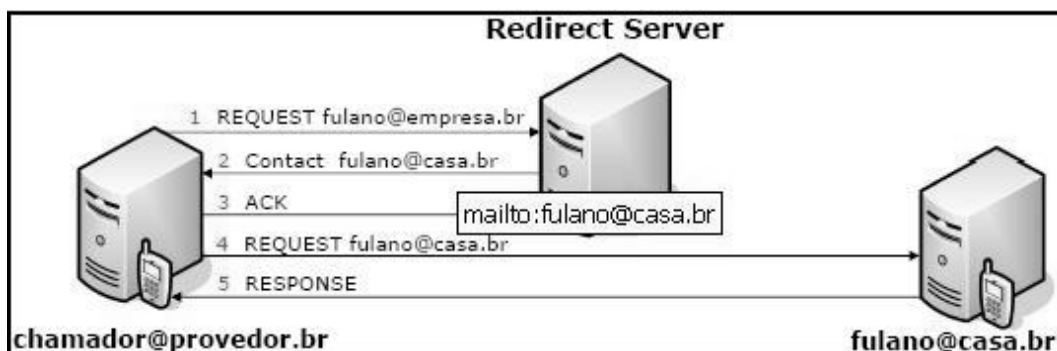 Redirect Server
1 REQUEST fulano@empresa.br
2 Contact fulano@casa.br
3 ACK
mailto:fulano@casa.br
4 REQUEST fulano@casa.br
5 RESPONSE
chamador@provedor.br
fulano@casa.br